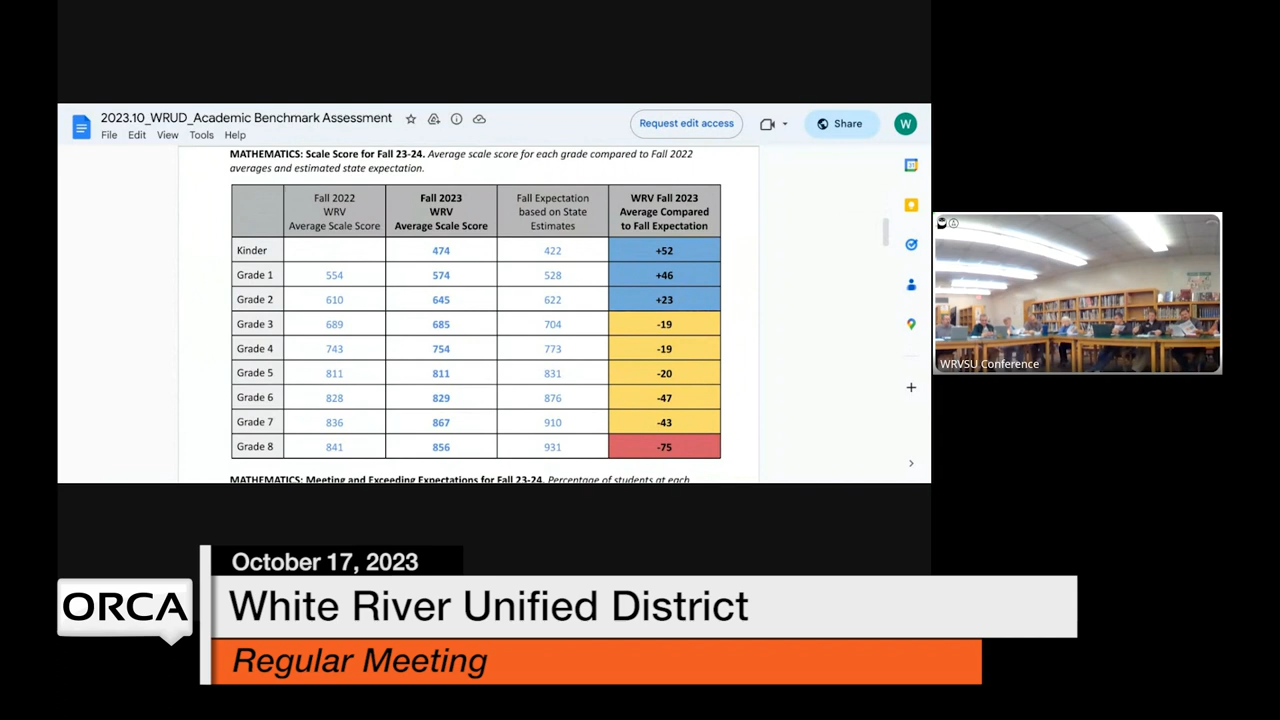 2023.10_WRUD_Academic Benchmark Assessment
File Edit View Tools Help
Request edit access
Share
W
MATHEMATICS: Scale Score for Fall 23-24. Average scale score for each grade compared to Fall 2022
averages and estimated state expectation.
Fall 2022 WRV Average Scale Score
Fall 2023 WRV Average Scale Score
Fall Expectation based on State Estimates
WRV Fall 2023 Average Compared to Fall Expectation
Kinder 474 422 +52
Grade 1 554 574 528 +46
Grade 2 610 645 622 +23
Grade 3 689 685 704 -19
Grade 4 743 754 773 -19
Grade 5 811 811 831 -20
Grade 6 828 829 876 -47
Grade 7 836 867 910 -43
Grade 8 841 856 931 -75
MATHEMATICS: Meeting and Exceeding Expectations for Fall 23-24. Percentage of students at each
WRVSU Conference
October 17, 2023
ORCA
White River Unified District
Regular Meeting